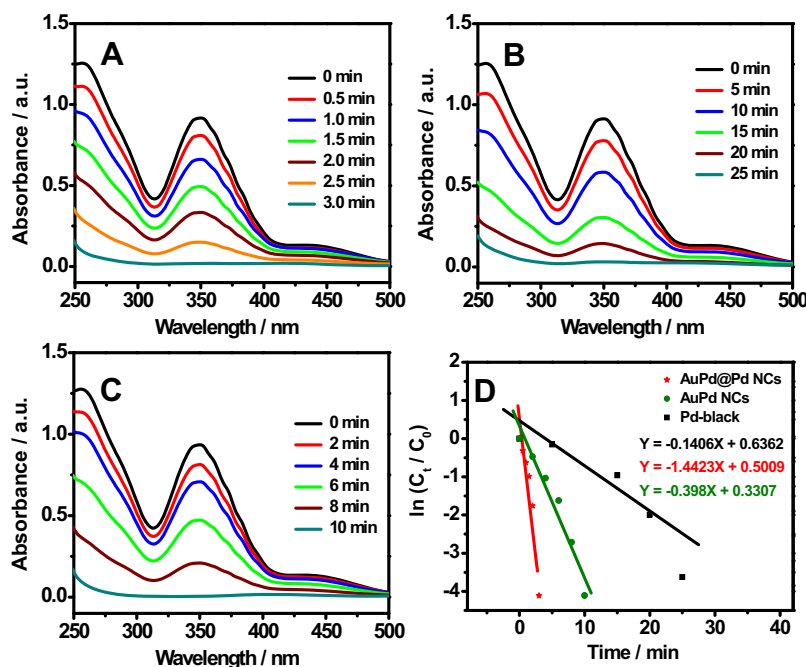 A
1.5
1.0
0.5
0.0
Absorbance / a.u.
0 min
0.5 min
1.0 min
1.5 min
2.0 min
2.5 min
3.0 min
250 300 350 400 450 500
Wavelength / nm
B
1.5
1.0
0.5
0.0
Absorbance / a.u.
0 min
5 min
10 min
15 min
20 min
25 min
250 300 350 400 450 500
Wavelength / nm
C
1.5
1.0
0.5
0.0
Absorbance / a.u.
0 min
2 min
4 min
6 min
8 min
10 min
250 300 350 400 450 500
Wavelength / nm
D
2
1
0
-1
-2
-3
-4
ln (Ct / C0)
AuPd@Pd NCs
AuPd NCs
Pd-black
Y = -0.1406X + 0.6362
Y = -1.4423X + 0.5009
Y = -0.398X + 0.3307
0 20 40
Time / min